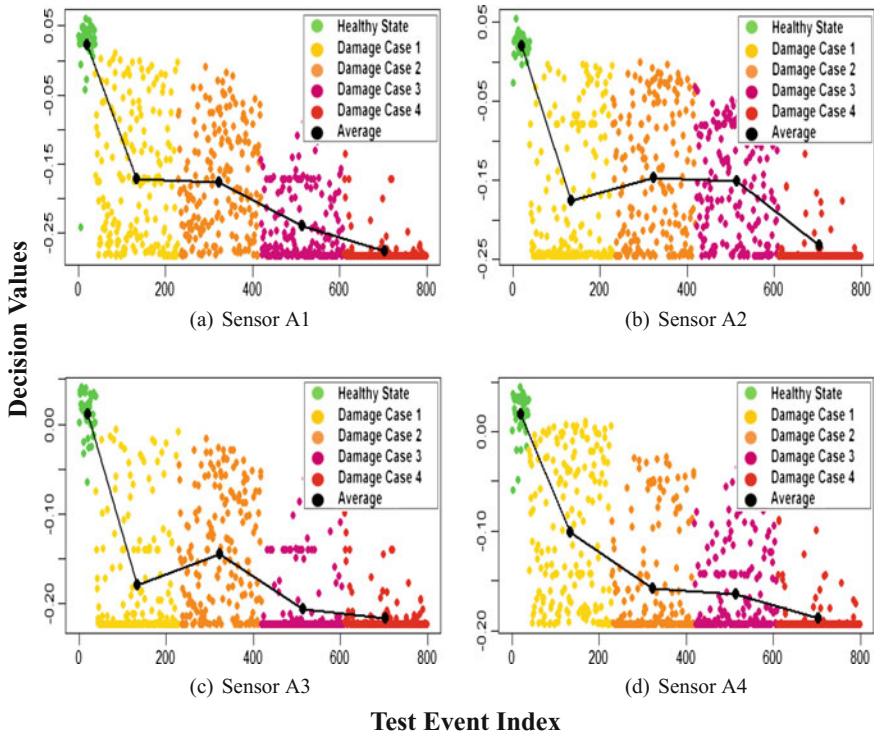 Decision Values
0.05
-0.05
-0.15
-0.25
Healthy State
Damage Case 1
Damage Case 2
Damage Case 3
Damage Case 4
Average
0 200 400 600 800
(a) Sensor A1
0.05
-0.05
-0.15
-0.25
Healthy State
Damage Case 1
Damage Case 2
Damage Case 3
Damage Case 4
Average
0 200 400 600 800
(b) Sensor A2
0.00
-0.10
-0.20
Healthy State
Damage Case 1
Damage Case 2
Damage Case 3
Damage Case 4
Average
0 200 400 600 800
(c) Sensor A3
0.00
-0.10
-0.20
Healthy State
Damage Case 1
Damage Case 2
Damage Case 3
Damage Case 4
Average
0 200 400 600 800
(d) Sensor A4
Test Event Index